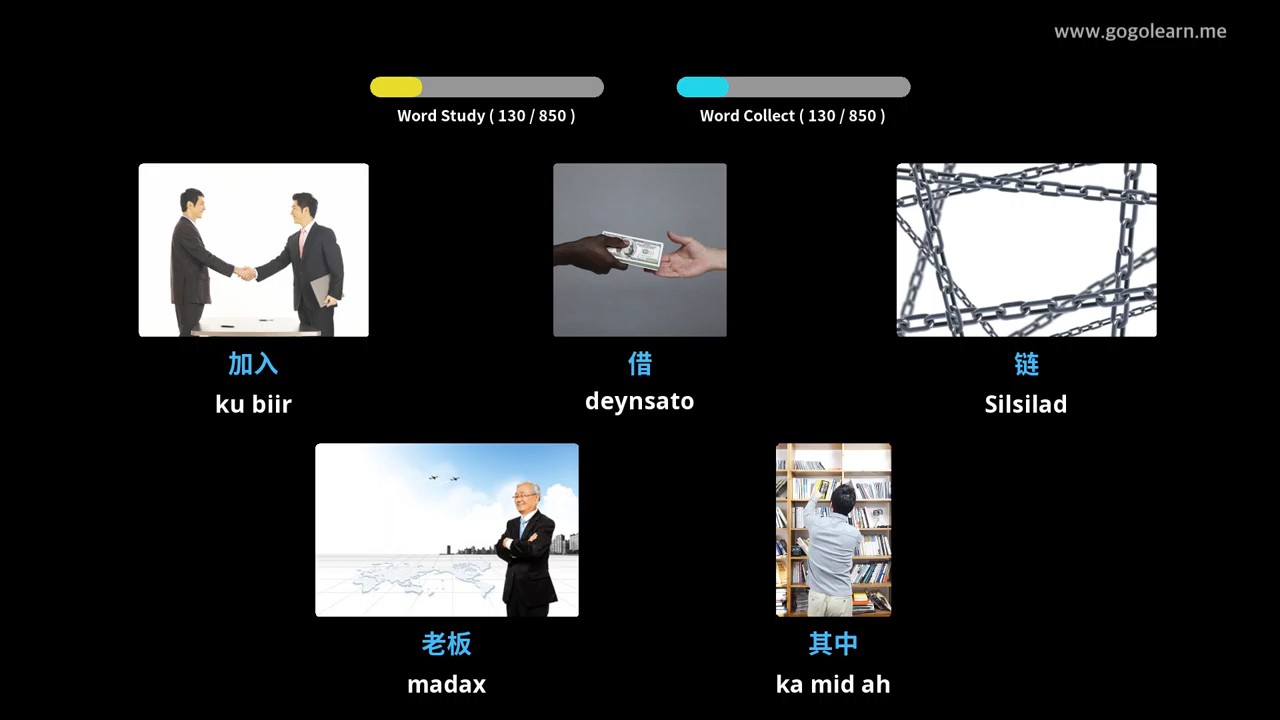 www.gogolearn.me
Word Study ( 130 / 850 )
Word Collect ( 130 / 850 )
加入
ku biir
借
deynsato
链
Silsilad
老板
madax
其中
ka mid ah